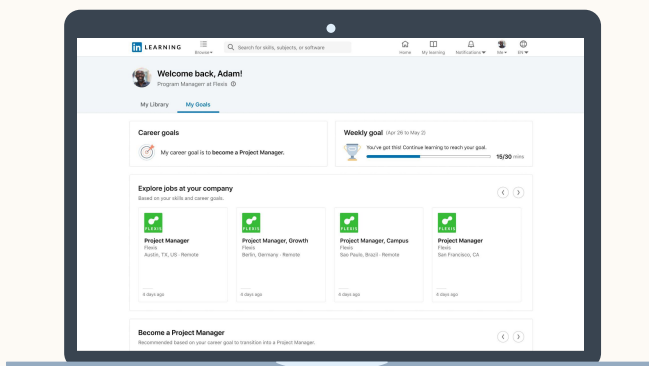 in LEARNING
Browse
Search for skills, subjects, or software
Home
My learning
Notifications
Me
EN
Welcome back, Adam!
Program Managerr at Flexis
My Library
My Goals
Career goals
My career goal is to become a Project Manager.
Weekly goal (Apr 26 to May 2)
You've got this! Continue learning to reach your goal.
15/30 mins
Explore jobs at your company
Based on your skills and career goals.
FLEXIS
Project Manager
Flexis
Austin, TX, US · Remote
4 days ago
FLEXIS
Project Manager, Growth
Flexis
Berlin, Germany · Remote
4 days ago
FLEXIS
Project Manager, Campus
Flexis
Sao Paulo, Brazil · Remote
4 days ago
FLEXIS
Project Manager
Flexis
San Francisco, CA
4 days ago
Become a Project Manager
Recommended based on your career goal to transition into a Project Manager.